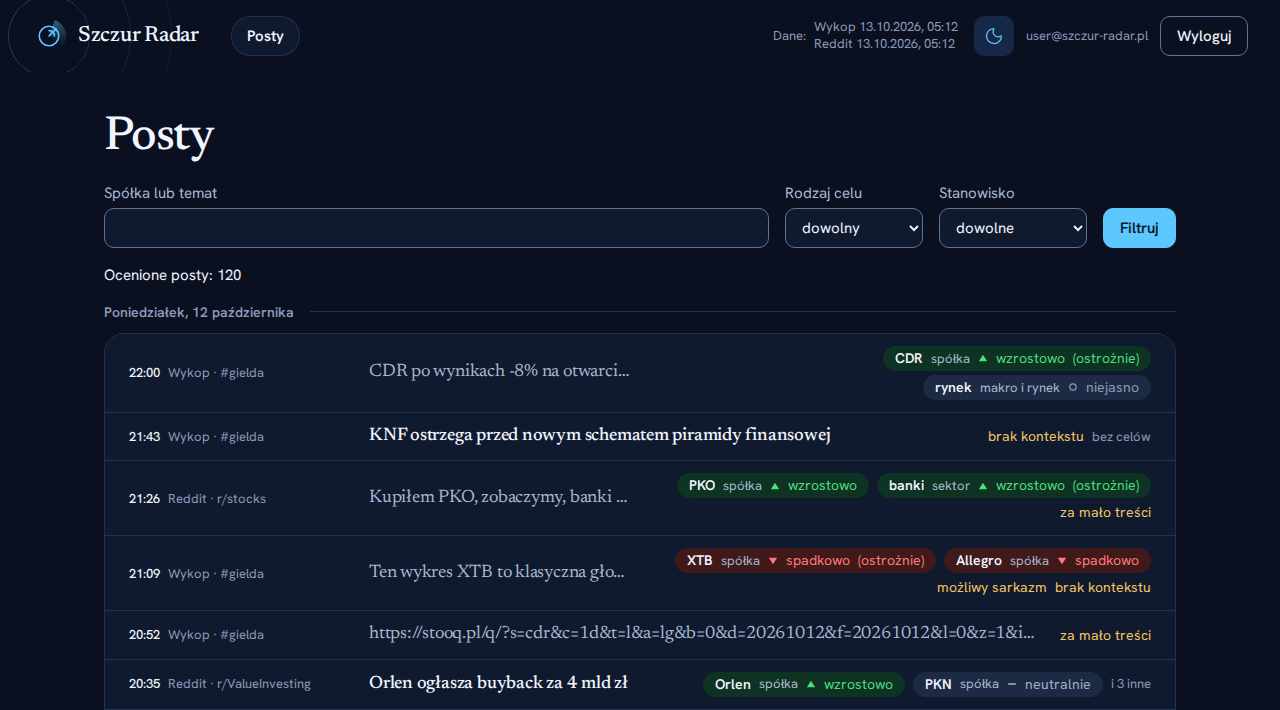 Szczur Radar
Posty
Dane:
Wykop 13.10.2026, 05:12
Reddit 13.10.2026, 05:12
user@szczur-radar.pl
Wyloguj
Posty
Spółka lub temat
Rodzaj celu
Stanowisko
dowolny
dowolne
Filtruj
Ocenione posty: 120
Poniedziałek, 12 października
22:00 Wykop · #gielda
CDR po wynikach -8% na otwarci...
CDR spółka ▲ wzrostowo (ostrożnie)
rynek makro i rynek ○ niejasno
21:43 Wykop · #gielda
KNF ostrzega przed nowym schematem piramidy finansowej
brak kontekstu bez celów
21:26 Reddit · r/stocks
Kupiłem PKO, zobaczymy, banki ...
PKO spółka ▲ wzrostowo
banki sektor ▲ wzrostowo (ostrożnie)
za mało treści
21:09 Wykop · #gielda
Ten wykres XTB to klasyczna gło...
XTB spółka ▼ spadkowo (ostrożnie)
Allegro spółka ▼ spadkowo
możliwy sarkazm brak kontekstu
20:52 Wykop · #gielda
https://stooq.pl/q/?s=cdr&c=1d&t=l&a=lg&b=0&d=20261012&f=20261012&l=0&z=1&i...
za mało treści
20:35 Reddit · r/ValueInvesting
Orlen ogłasza buyback za 4 mld zł
Orlen spółka ▲ wzrostowo
PKN spółka – neutralnie
i 3 inne